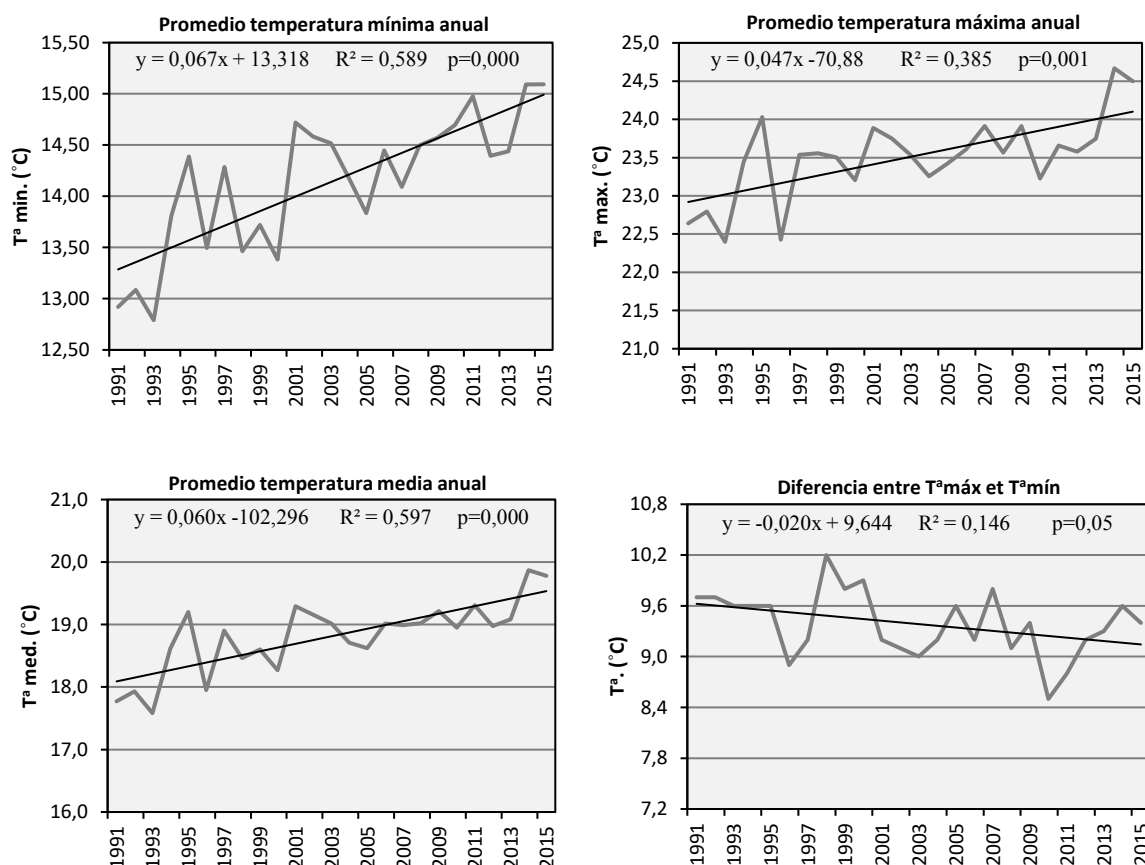 Promedio temperatura mínima anual
y = 0,067x + 13,318 R² = 0,589 p=0,000
Tª min. (°C)
15,50
15,00
14,50
14,00
13,50
13,00
12,50
1991 1993 1995 1997 1999 2001 2003 2005 2007 2009 2011 2013 2015
Promedio temperatura máxima anual
y = 0,047x -70,88 R² = 0,385 p=0,001
Tª max. (°C)
25,0
24,5
24,0
23,5
23,0
22,5
22,0
21,5
21,0
1991 1993 1995 1997 1999 2001 2003 2005 2007 2009 2011 2013 2015
Promedio temperatura media anual
y = 0,060x -102,296 R² = 0,597 p=0,000
Tª med. (°C)
21,0
20,0
19,0
18,0
17,0
16,0
1991 1993 1995 1997 1999 2001 2003 2005 2007 2009 2011 2013 2015
Diferencia entre Tªmáx et Tªmín
y = -0,020x + 9,644 R² = 0,146 p=0,05
Tª. (°C)
10,8
10,2
9,6
9,0
8,4
7,8
7,2
1991 1993 1995 1997 1999 2001 2003 2005 2007 2009 2011 2013 2015